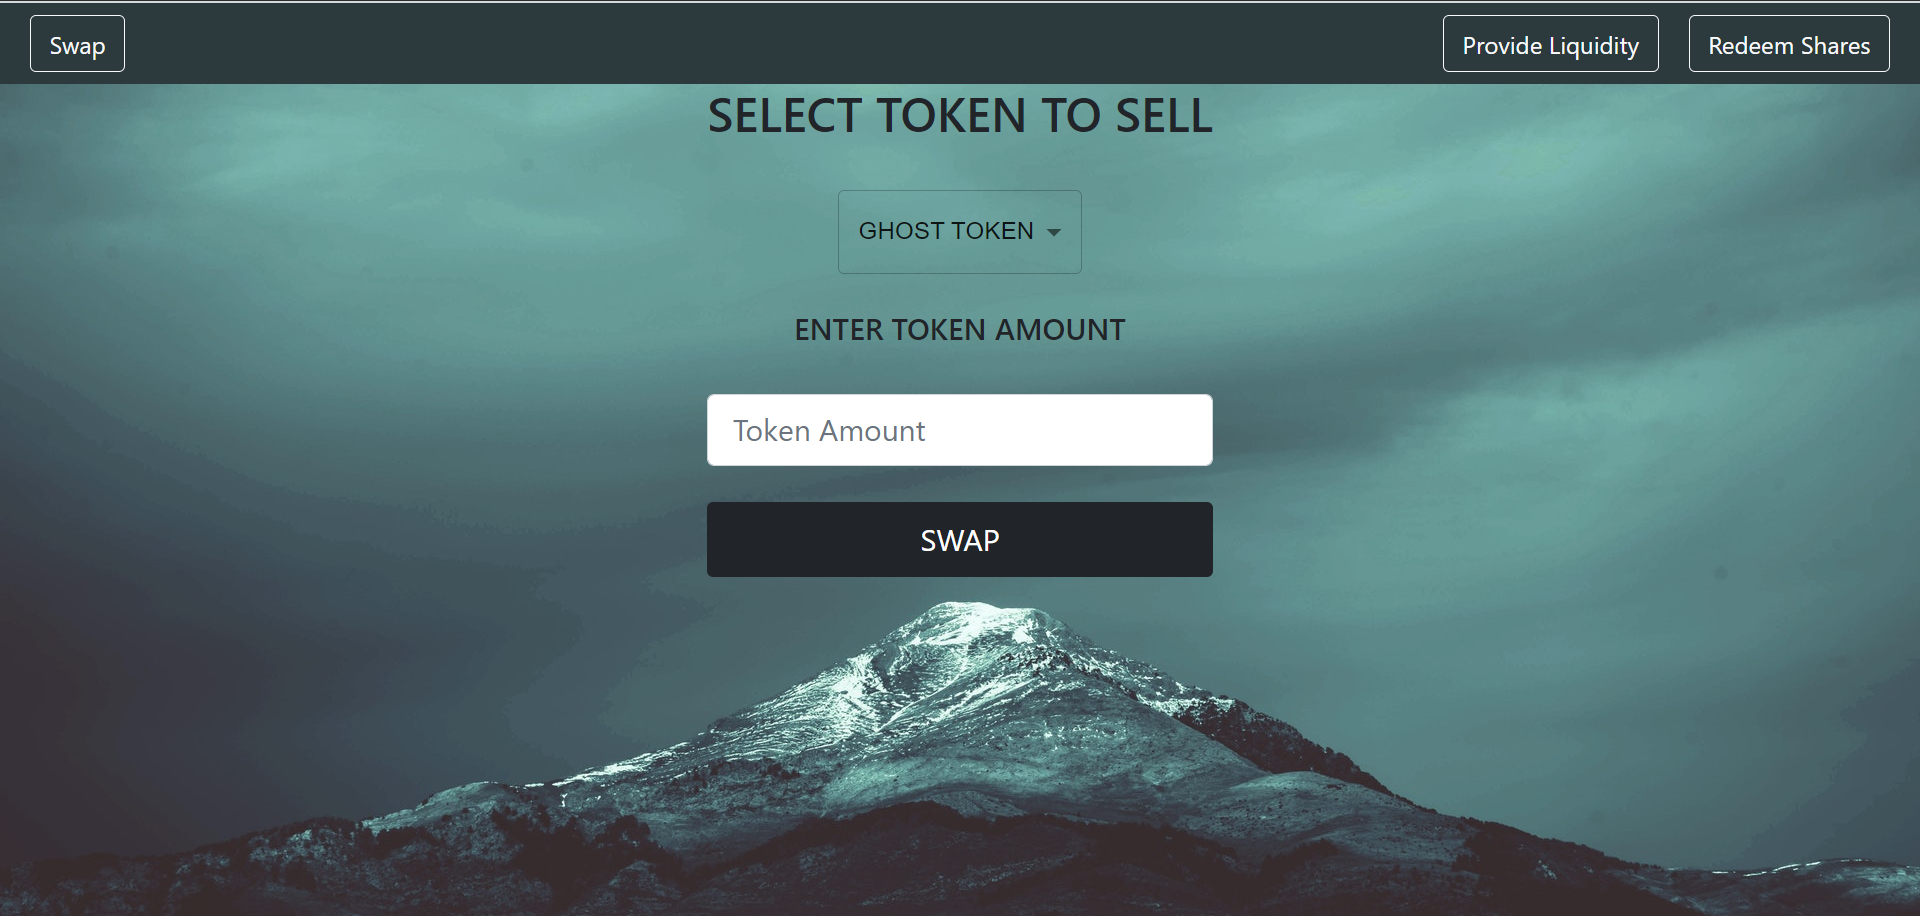 Swap
Provide Liquidity
Redeem Shares
SELECT TOKEN TO SELL
GHOST TOKEN
ENTER TOKEN AMOUNT
Token Amount
SWAP